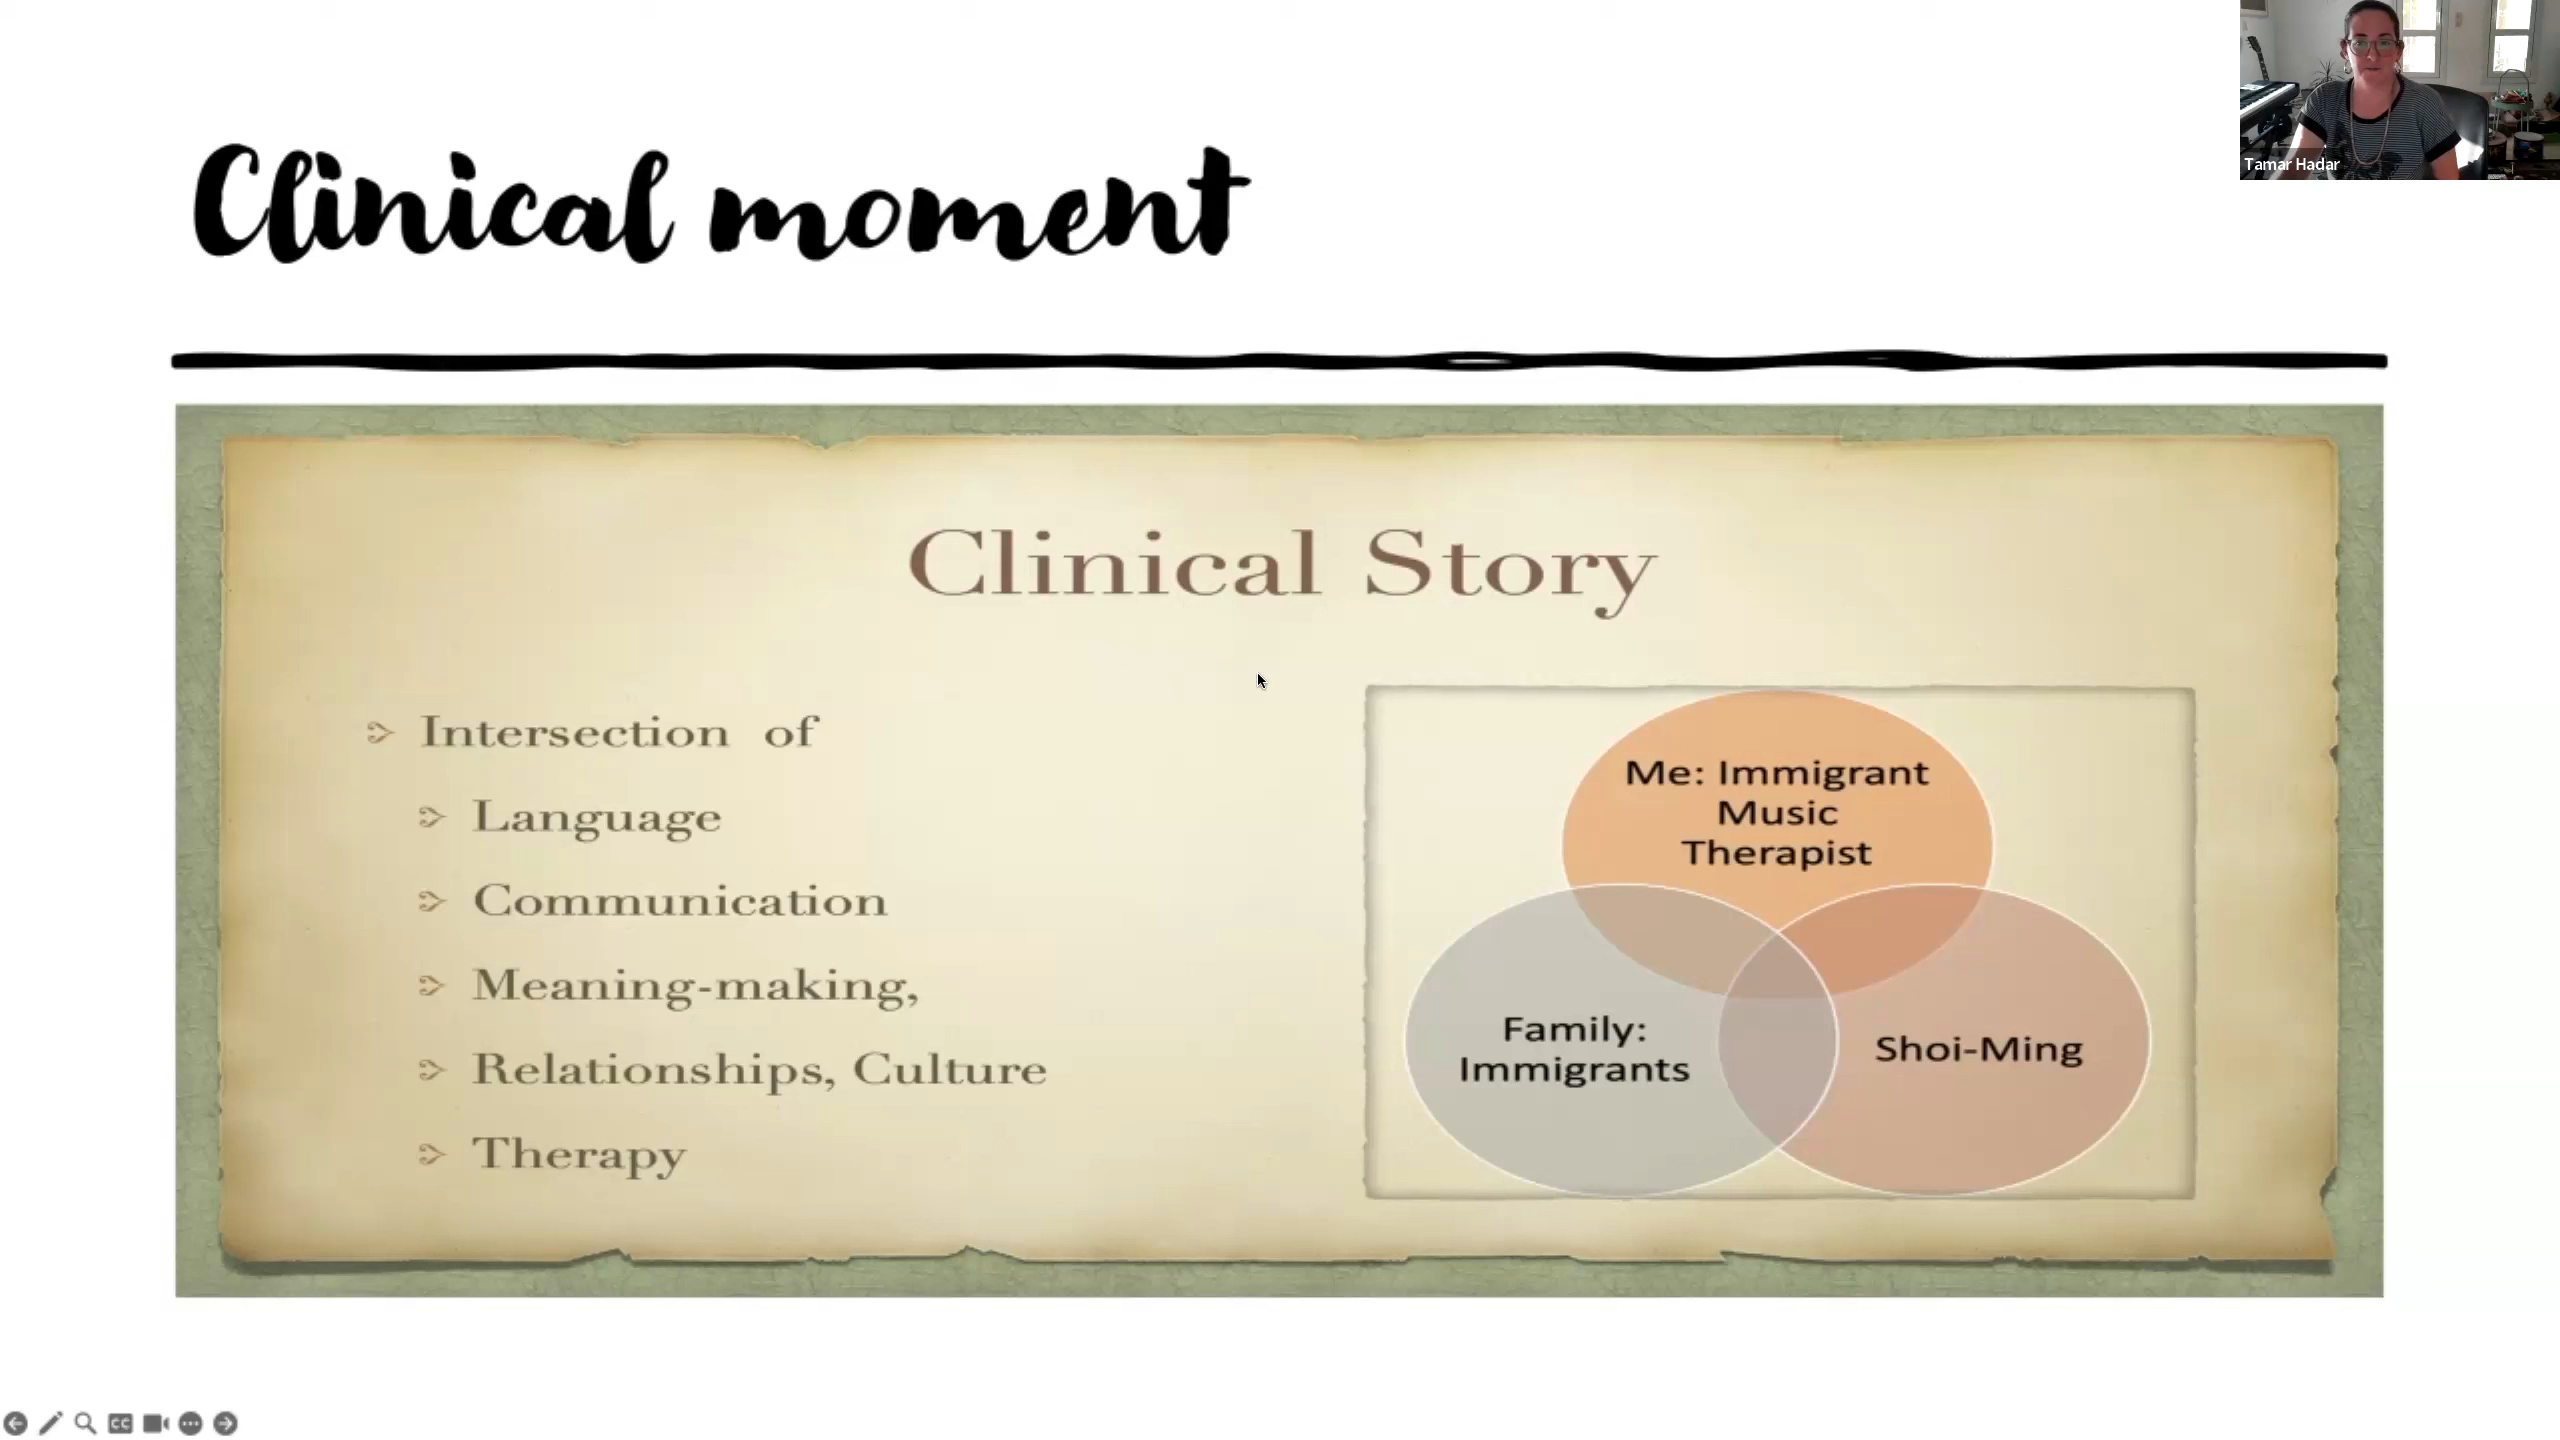 Clinical moment
Tamar Hadar
Clinical Story
Intersection of
Language
Communication
Meaning-making,
Relationships, Culture
Therapy
Me: Immigrant
Music
Therapist
Family:
Immigrants
Shoi-Ming
CC